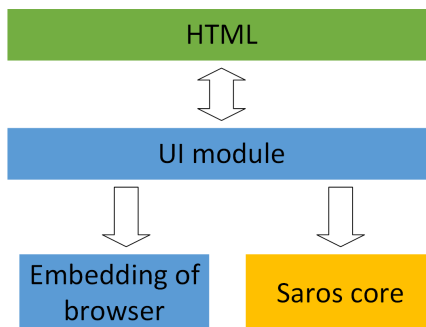 HTML
UI module
Embedding of
browser
Saros core